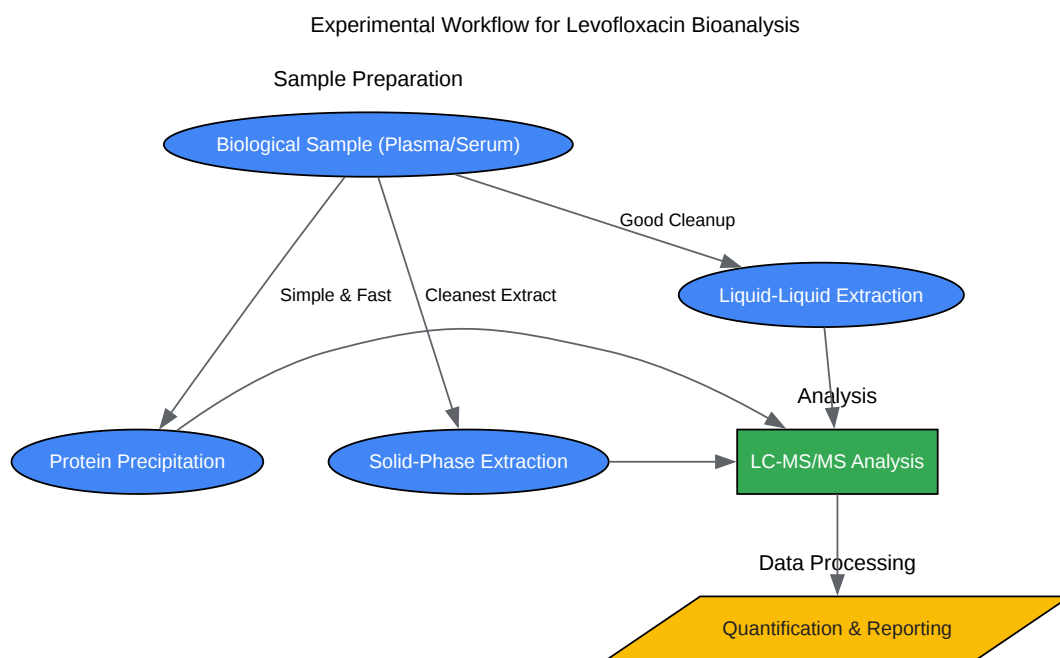 Experimental Workflow for Levofloxacin Bioanalysis
Sample Preparation
Biological Sample (Plasma/Serum)
Good Cleanup
Simple & Fast
Cleanest Extract
Liquid-Liquid Extraction
Analysis
Protein Precipitation
Solid-Phase Extraction
LC-MS/MS Analysis
Data Processing
Quantification & Reporting